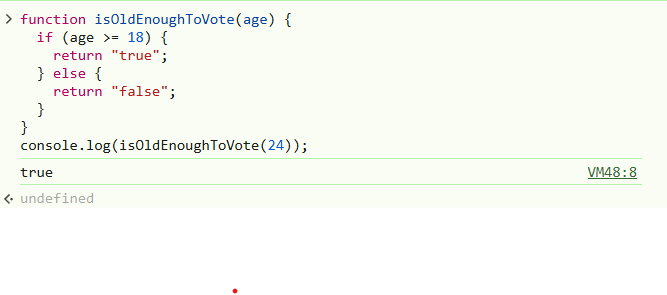 function isOldEnoughToVote(age) {
  if (age >= 18) {
    return "true";
  } else {
    return "false";
  }
}
console.log(isOldEnoughToVote(24));
true VM48:8
undefined